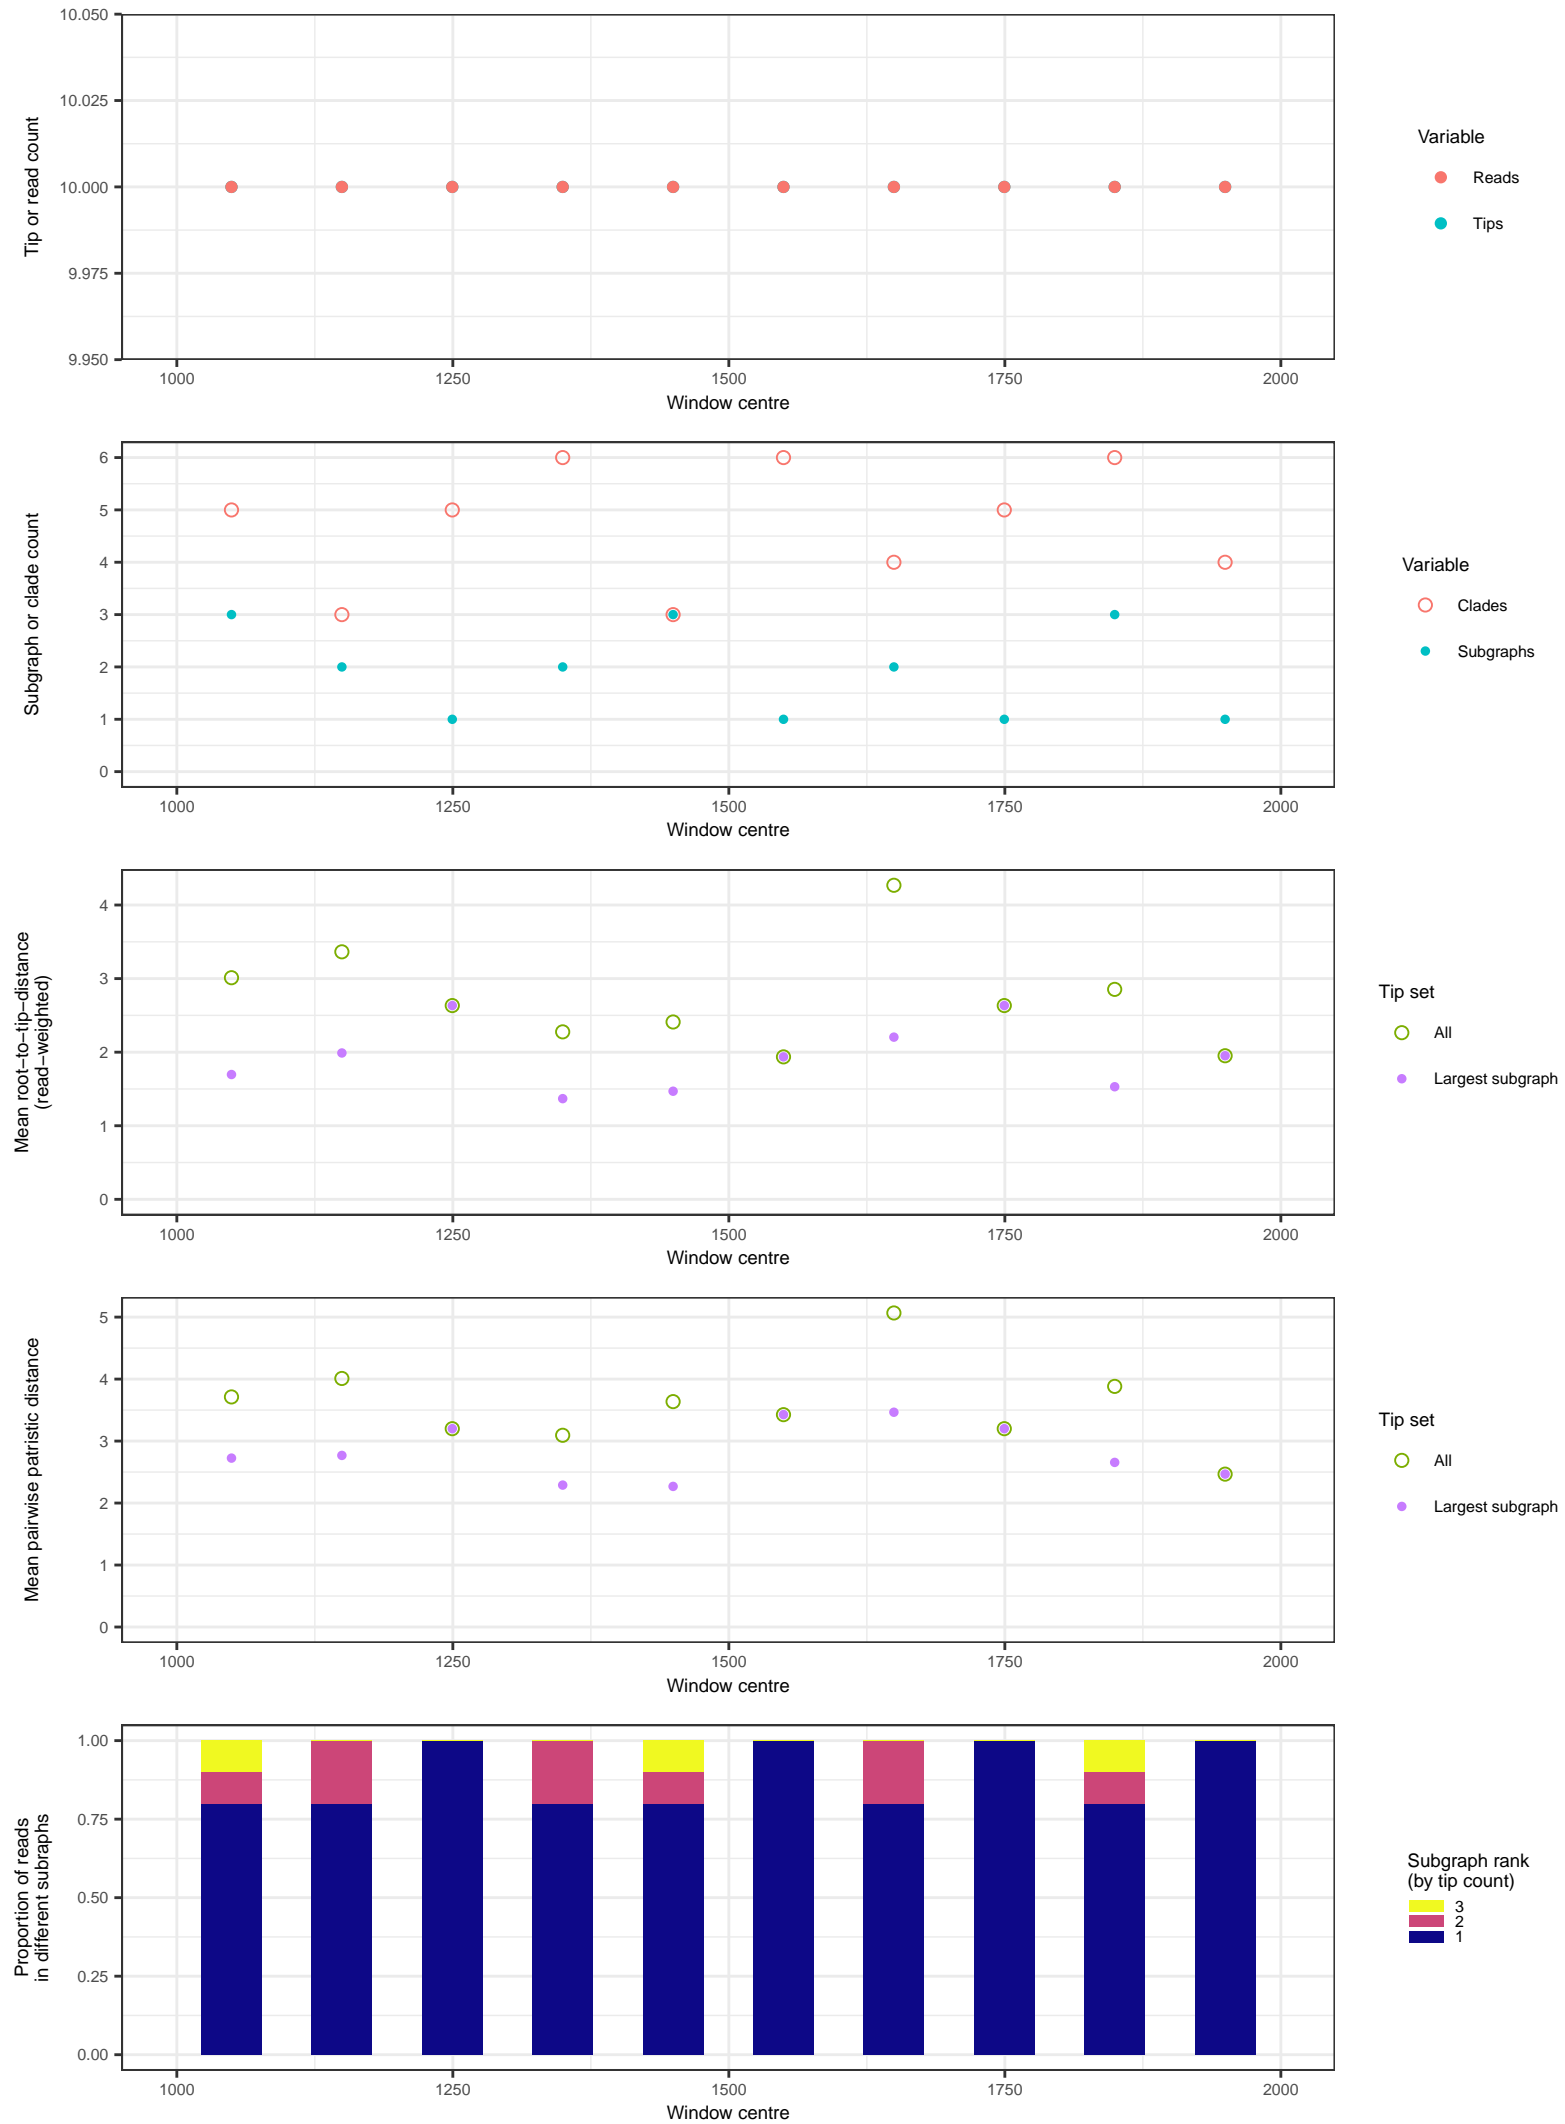 10.050
10.025
10.000
9.975
9.950
Tip or read count
1000 1250 1500 1750 2000
Window centre
Variable
Reads
Tips
6
5
4
3
2
1
0
Subgraph or clade count
1000 1250 1500 1750 2000
Window centre
Variable
Clades
Subgraphs
4
3
2
1
0
Mean root−to−tip−distance
(read−weighted)
1000 1250 1500 1750 2000
Window centre
Tip set
All
Largest subgraph
5
4
3
2
1
0
Mean pairwise patristic distance
1000 1250 1500 1750 2000
Window centre
Tip set
All
Largest subgraph
1.00
0.75
0.50
0.25
0.00
Proportion of reads
in different subraphs
1000 1250 1500 1750 2000
Window centre
Subgraph rank
(by tip count)
3
2
1